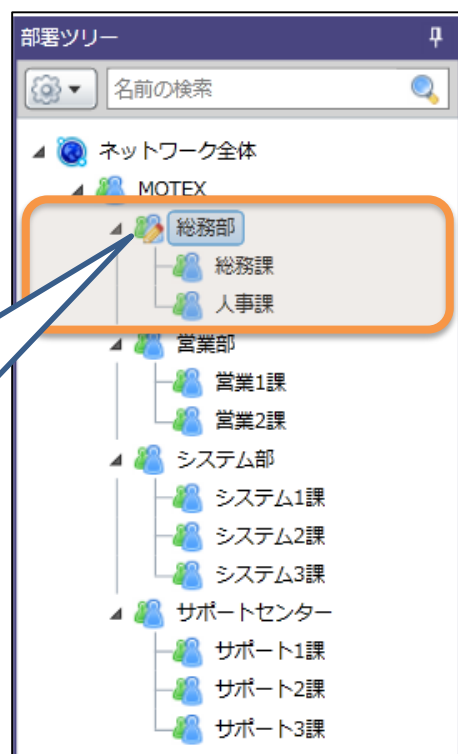 部署ツリー
名前の検索
ネットワーク全体
MOTEX
総務部
総務課
人事課
営業部
営業1課
営業2課
システム部
システム1課
システム2課
システム3課
サポートセンター
サポート1課
サポート2課
サポート3課